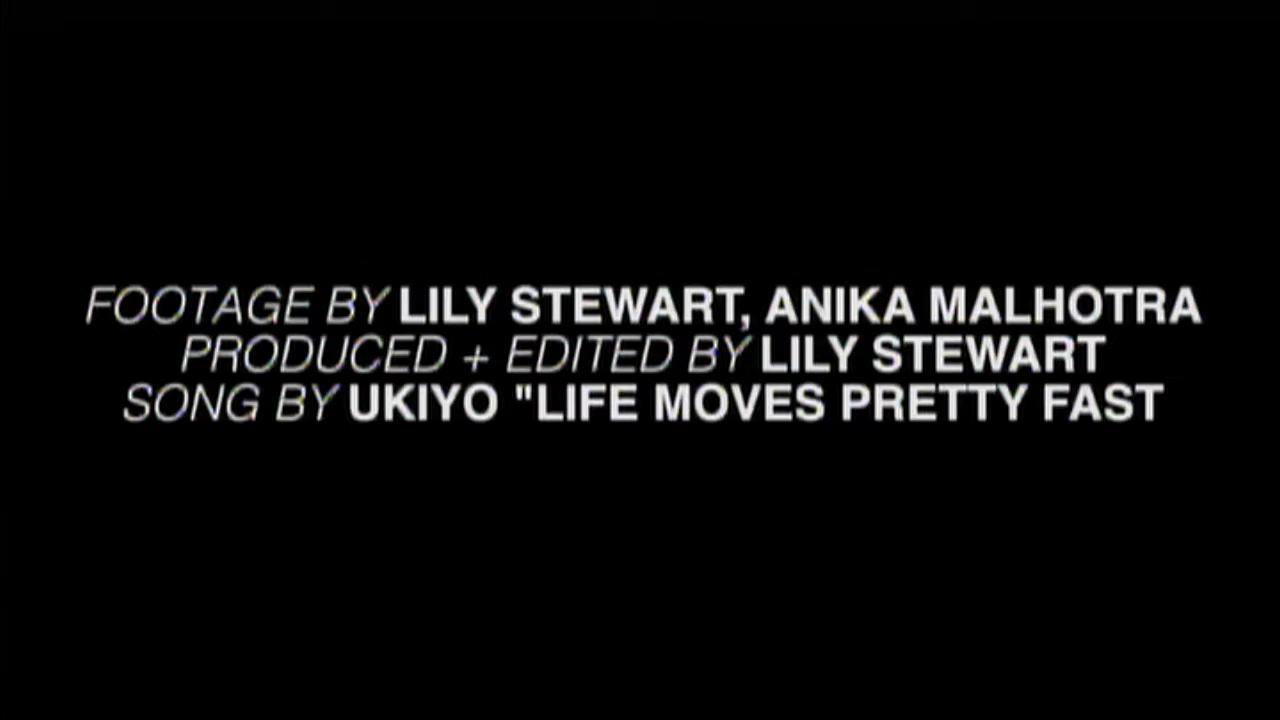 FOOTAGE BY LILY STEWART, ANIKA MALHOTRA
PRODUCED + EDITED BY LILY STEWART
SONG BY UKIYO "LIFE MOVES PRETTY FAST